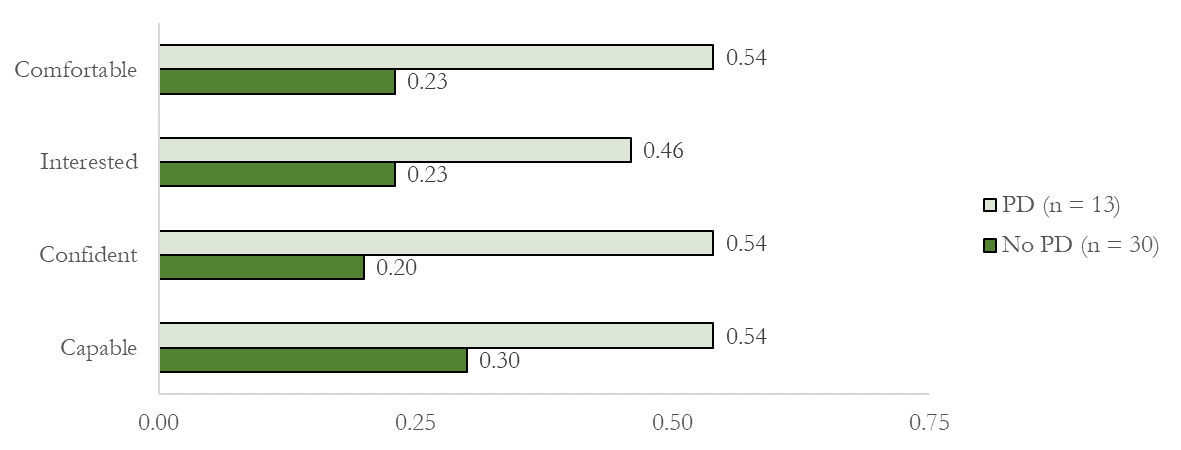 Comfortable
0.54
0.23
Interested
0.46
0.23
Confident
0.54
0.20
Capable
0.54
0.30
0.00 0.25 0.50 0.75
PD (n = 13)
No PD (n = 30)